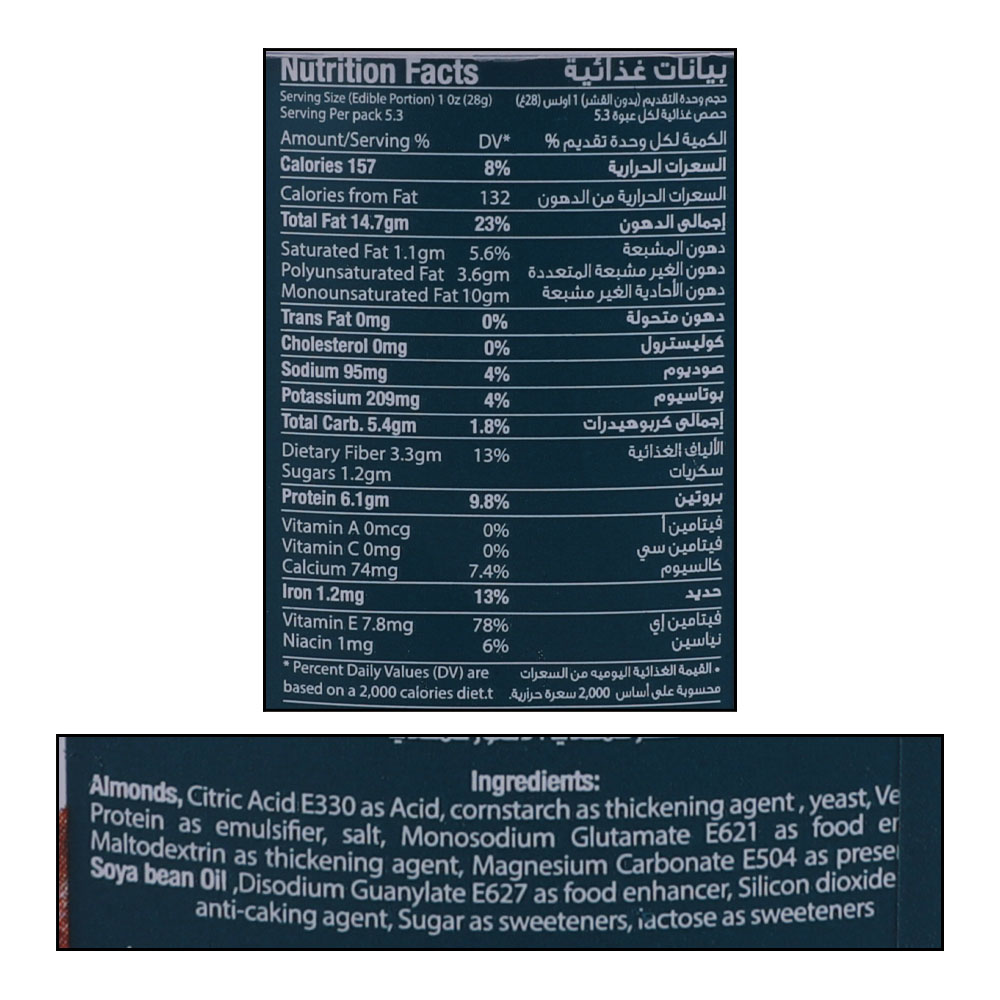 Nutrition Facts بيانات غذائية
Serving Size (Edible Portion) 1 Oz (28g) حجم وحدة التقديم (بدون القشر) 1 اونس (28غ)
Serving Per pack 5.3 حصص غذائية لكل عبوة 5.3
Amount/Serving % DV* الكمية لكل وحدة تقديم %
Calories 157 8% السعرات الحرارية
Calories from Fat 132 السعرات الحرارية من الدهون
Total Fat 14.7gm 23% إجمالي الدهون
Saturated Fat 1.1gm 5.6% دهون المشبعة
Polyunsaturated Fat 3.6gm دهون الغير مشبعة المتعددة
Monounsaturated Fat 10gm دهون الأحادية الغير مشبعة
Trans Fat 0mg 0% دهون متحولة
Cholesterol 0mg 0% كوليسترول
Sodium 95mg 4% صوديوم
Potassium 209mg 4% بوتاسيوم
Total Carb. 5.4gm 1.8% إجمالي كربوهيدرات
Dietary Fiber 3.3gm 13% الألياف الغذائية
Sugars 1.2gm سكريات
Protein 6.1gm 9.8% بروتين
Vitamin A 0mcg 0% فيتامين أ
Vitamin C 0mg 0% فيتامين سي
Calcium 74mg 7.4% كالسيوم
Iron 1.2mg 13% حديد
Vitamin E 7.8mg 78% فيتامين إي
Niacin 1mg 6% نياسين
* Percent Daily Values (DV) are • القيمة الغذائية اليوميه من السعرات
based on a 2,000 calories diet.t محسوبة على أساس 2,000 سعرة حرارية.
Ingredients:
Almonds, Citric Acid E330 as Acid, cornstarch as thickening agent , yeast, Ve
Protein as emulsifier, salt, Monosodium Glutamate E621 as food er
Maltodextrin as thickening agent, Magnesium Carbonate E504 as prese
Soya bean Oil ,Disodium Guanylate E627 as food enhancer, Silicon dioxide
anti-caking agent, Sugar as sweeteners, lactose as sweeteners